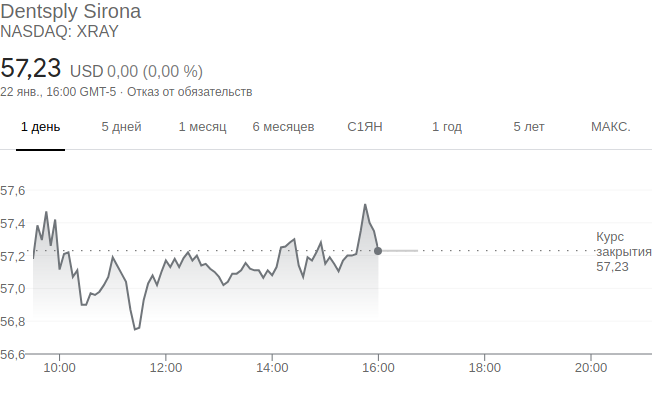 Dentsply Sirona
NASDAQ: XRAY
57,23 USD 0,00 (0,00 %)
22 янв., 16:00 GMT-5 · Отказ от обязательств
1 день 5 дней 1 месяц 6 месяцев С1ЯН 1 год 5 лет МАКС.
57,6
57,4
57,2
57,0
56,8
56,6
Курс
закрытия
57,23
10:00 12:00 14:00 16:00 18:00 20:00